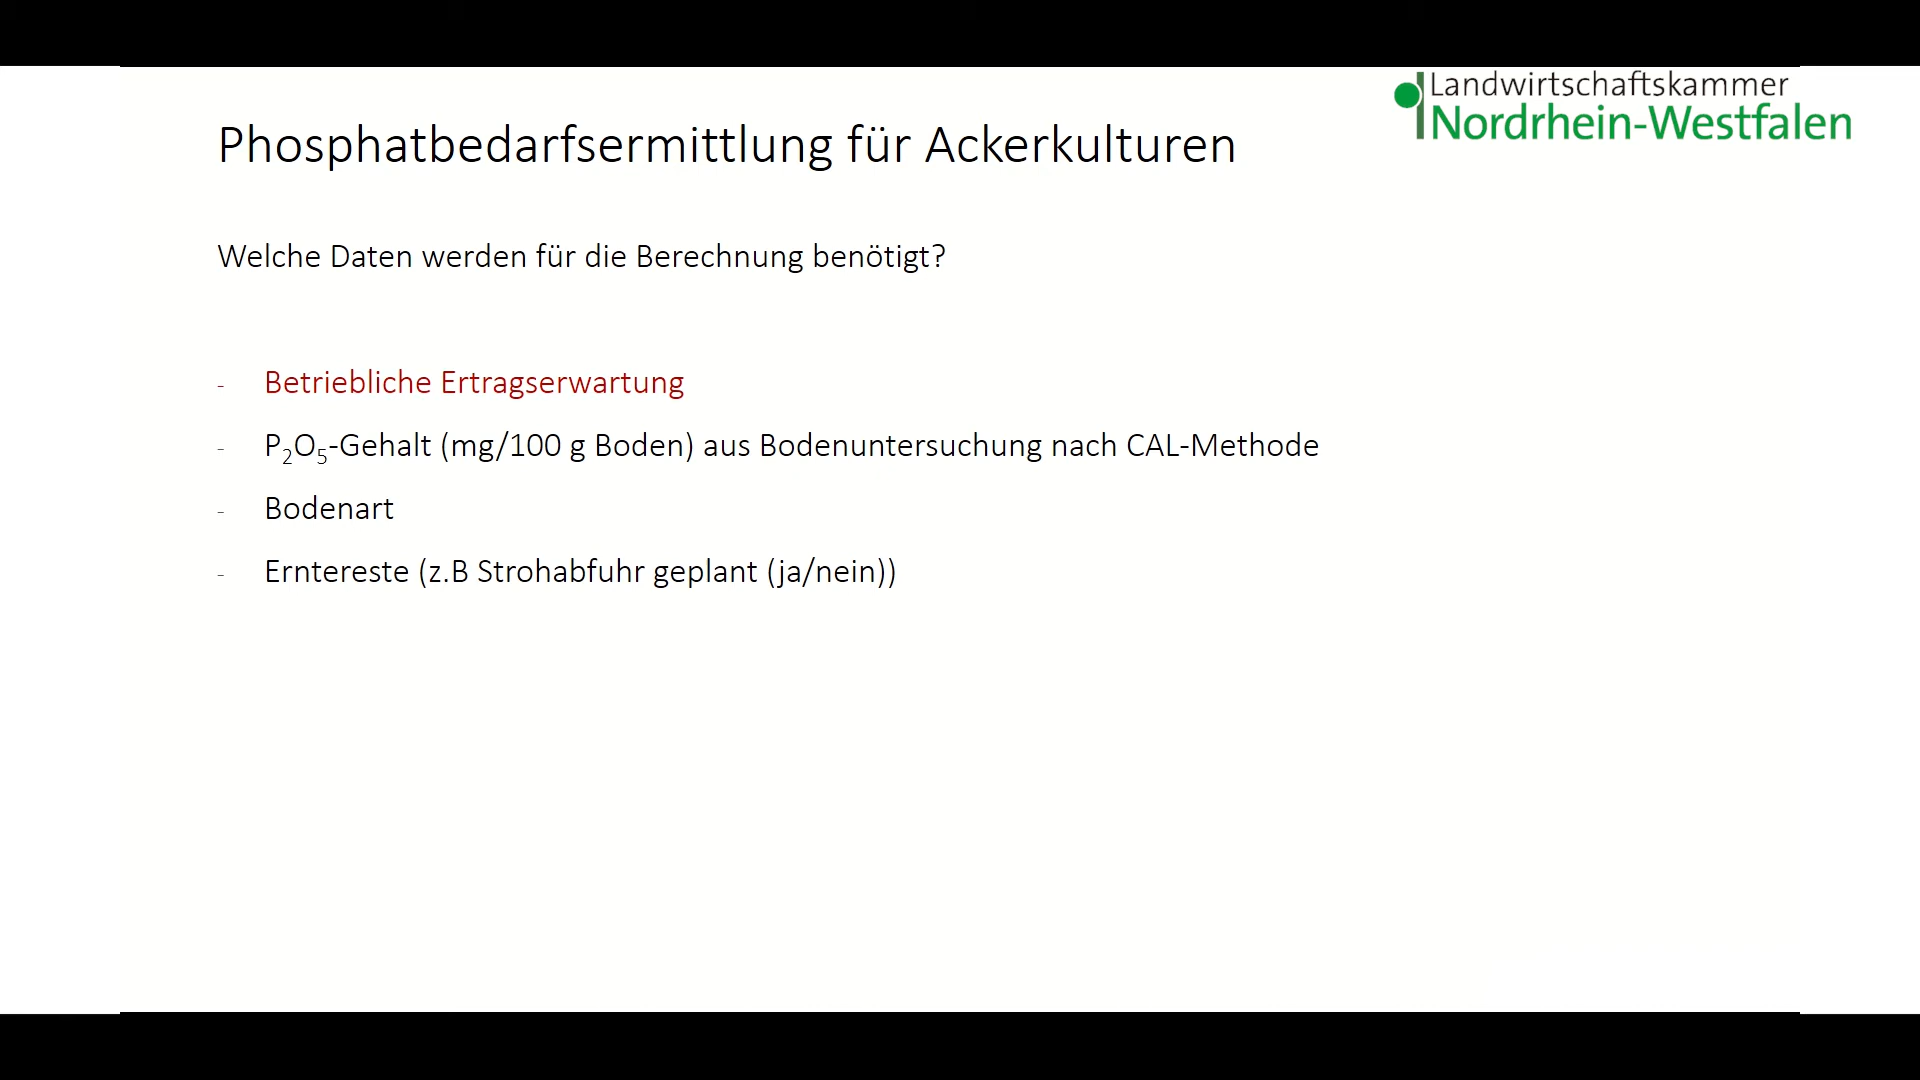 Landwirtschaftskammer
Nordrhein-Westfalen
Phosphatbedarfsermittlung für Ackerkulturen
Welche Daten werden für die Berechnung benötigt?
- Betriebliche Ertragserwartung
- P₂O₅-Gehalt (mg/100 g Boden) aus Bodenuntersuchung nach CAL-Methode
- Bodenart
- Erntereste (z.B Strohabfuhr geplant (ja/nein))